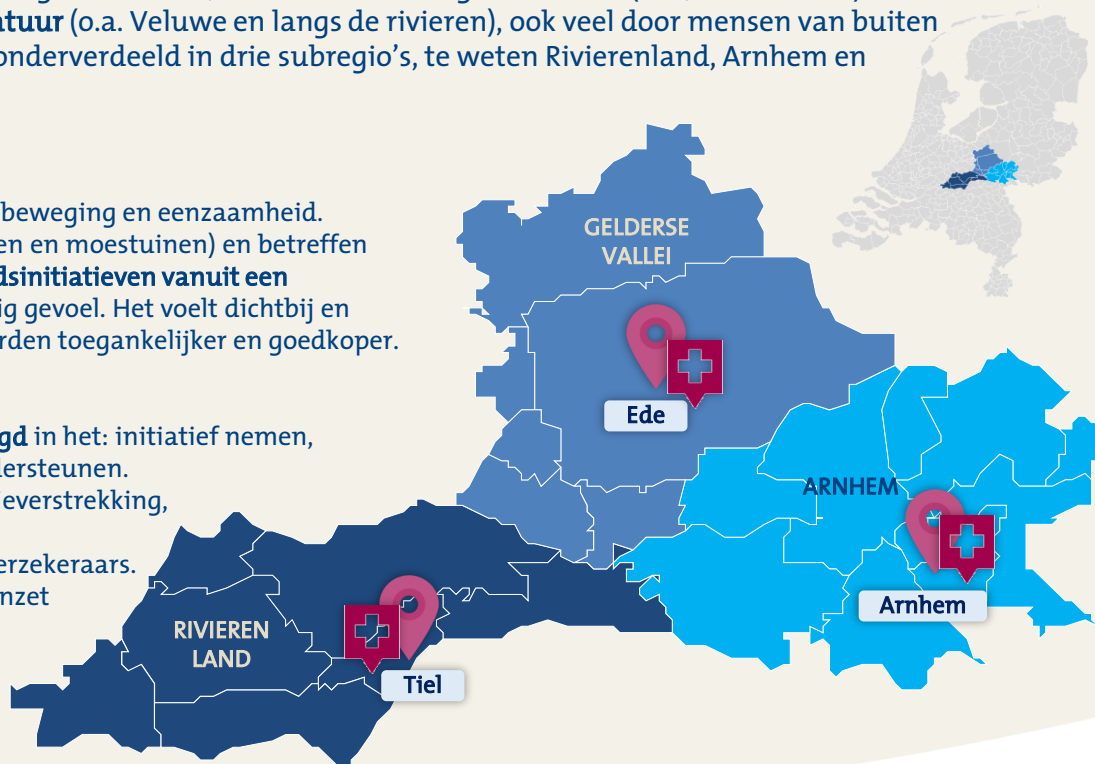 atuur (o.a. Veluwe en langs de rivieren), ook veel door mensen van buiten
onderverdeeld in drie subregio's, te weten Rivierenland, Arnhem en
beweging en eenzaamheid.
en en moestuinen) en betreffen
dsinitiatieven vanuit een
ig gevoel. Het voelt dichtbij en
rden toegankelijker en goedkoper.
gd in het: initiatief nemen,
dersteunen.
ieverstrekking,
erzekeraars.
nzet
GELDERSE
VALLEI
Ede
ARNHEM
Arnhem
RIVIEREN
LAND
Tiel